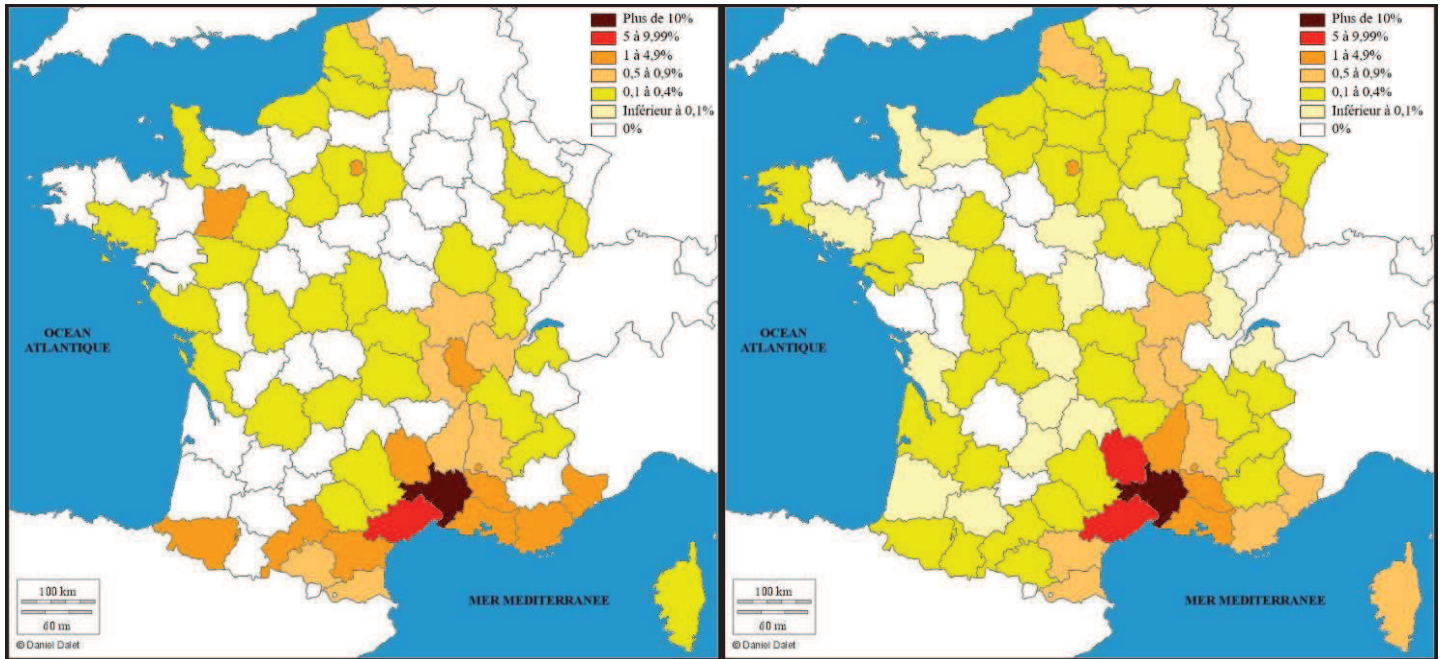 Plus de 10%
5 à 9,99%
1 à 4,9%
0,5 à 0,9%
0,1 à 0,4%
Inférieur à 0,1%
0%
OCEAN
ATLANTIQUE
MER MEDITERRANEE
100 km
60 mi
© Daniel Dalet
Plus de 10%
5 à 9,99%
1 à 4,9%
0,5 à 0,9%
0,1 à 0,4%
Inférieur à 0,1%
0%
OCEAN
ATLANTIQUE
MER MEDITERRANEE
100 km
60 mi
© Daniel Dalet